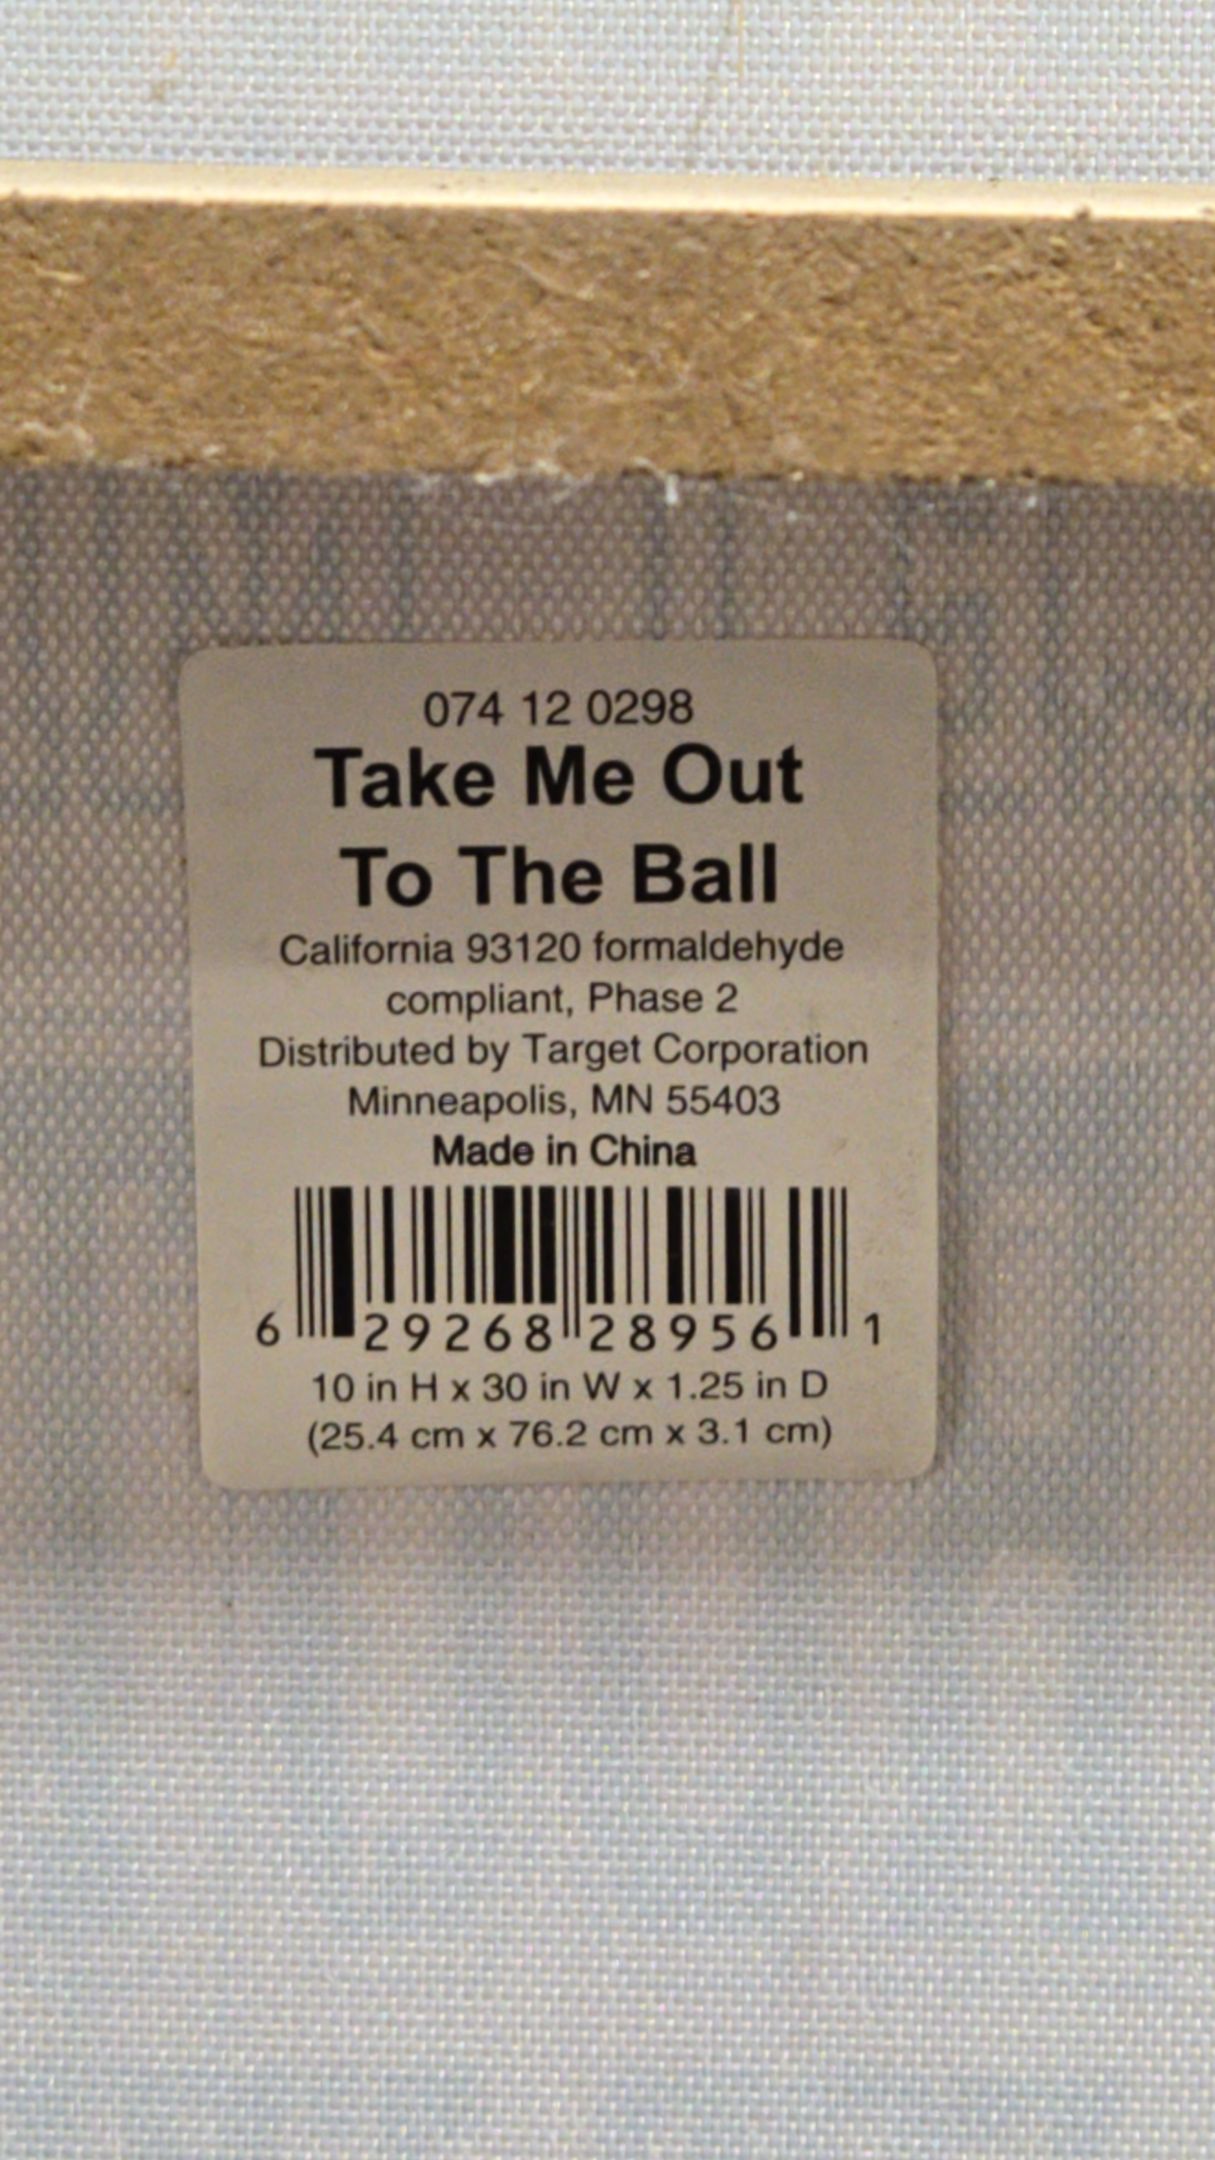 074 12 0298
Take Me Out
To The Ball
California 93120 formaldehyde
compliant, Phase 2
Distributed by Target Corporation
Minneapolis, MN 55403
Made in China
6 29268 28956 1
10 in H x 30 in W x 1.25 in D
(25.4 cm x 76.2 cm x 3.1 cm)